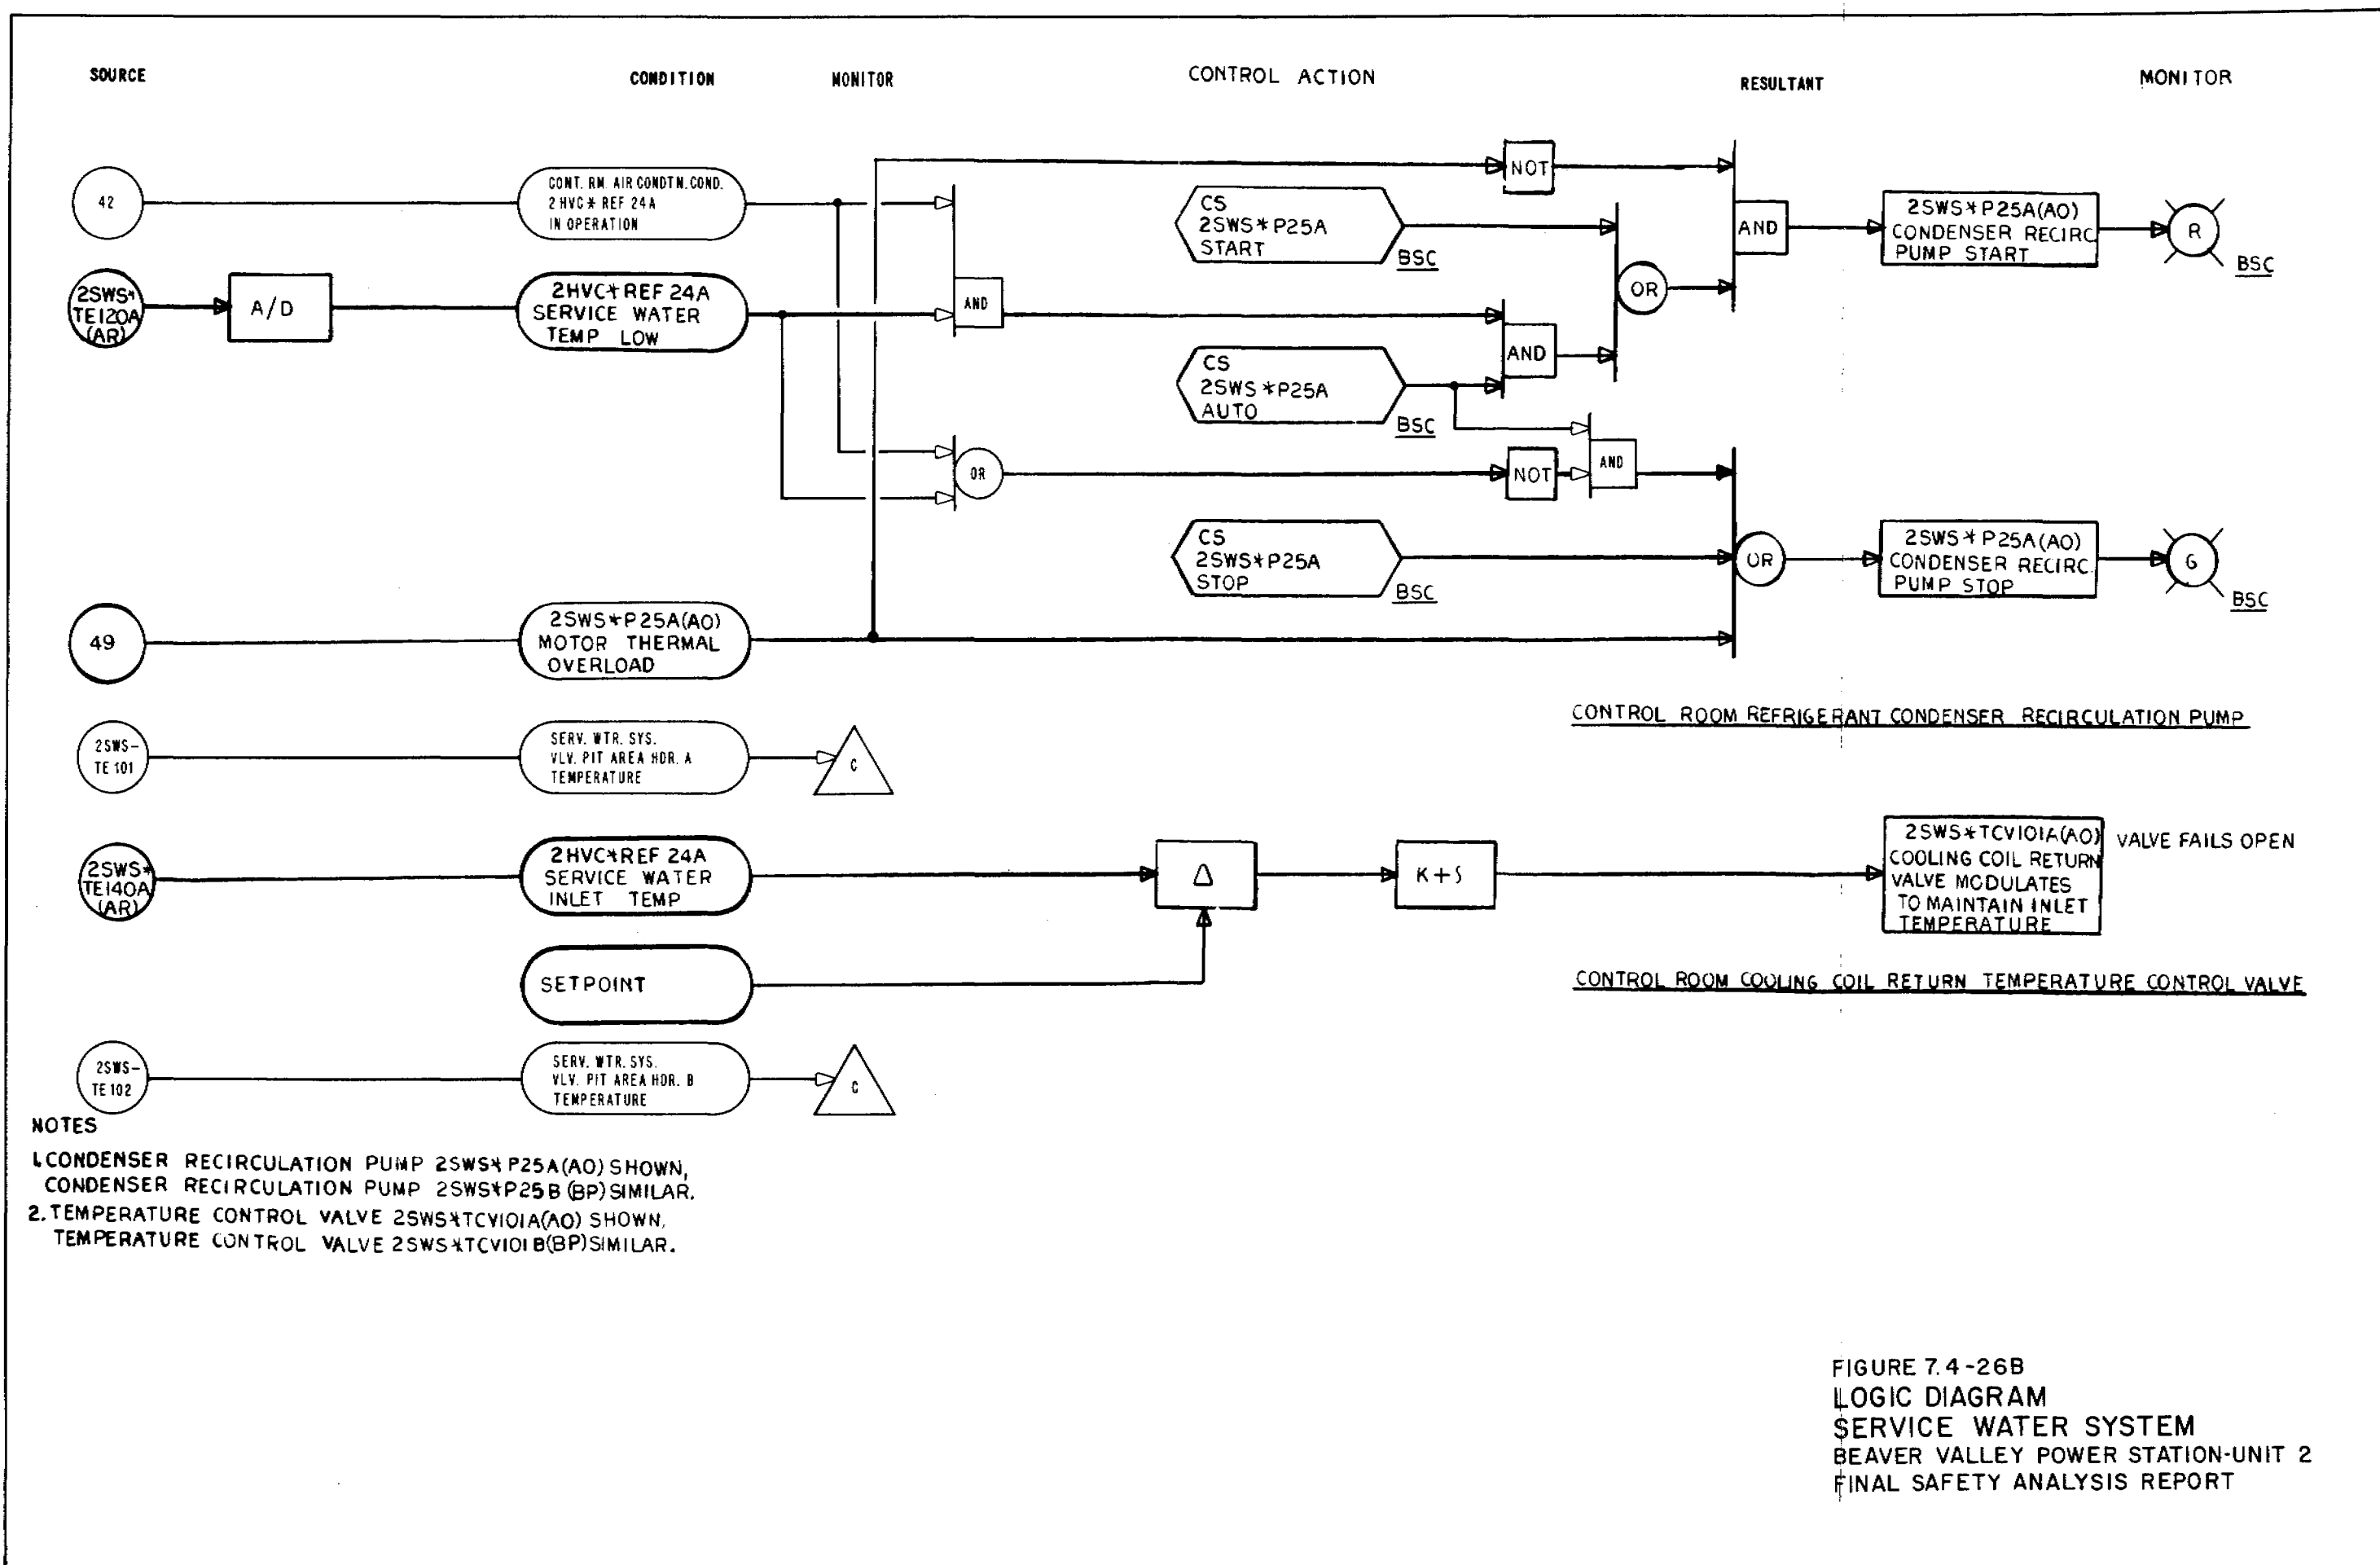 SOURCE
CONDITION
MONITOR
CONTROL ACTION
RESULTANT
MONITOR
42
CONT. RM. AIR CONDTN. COND.
2HVC* REF 24A
IN OPERATION
NOT
CS
2SWS*P25A
START
BSC
AND
2SWS*P25A(AO)
CONDENSER RECIRC
PUMP START
R
BSC
2SWS*
TE120A
(AR)
A/D
2HVC*REF 24A
SERVICE WATER
TEMP LOW
AND
OR
AND
CS
2SWS*P25A
AUTO
BSC
OR
NOT
AND
CS
2SWS*P25A
STOP
BSC
OR
2SWS*P25A(AO)
CONDENSER RECIRC
PUMP STOP
G
BSC
49
2SWS*P25A(AO)
MOTOR THERMAL
OVERLOAD
CONTROL ROOM REFRIGERANT CONDENSER RECIRCULATION PUMP
2SWS-
TE 101
SERV. WTR. SYS.
VLV. PIT AREA HDR. A
TEMPERATURE
C
2SWS*
TE140A
(AR)
2HVC*REF 24A
SERVICE WATER
INLET TEMP
Δ
K+S
2SWS*TCV101A(AO)
COOLING COIL RETURN
VALVE MODULATES
TO MAINTAIN INLET
TEMPERATURE
VALVE FAILS OPEN
SETPOINT
CONTROL ROOM COOLING COIL RETURN TEMPERATURE CONTROL VALVE
2SWS-
TE 102
SERV. WTR. SYS.
VLV. PIT AREA HDR. B
TEMPERATURE
C
NOTES
1. CONDENSER RECIRCULATION PUMP 2SWS*P25A(AO) SHOWN,
CONDENSER RECIRCULATION PUMP 2SWS*P25B(BP) SIMILAR.
2. TEMPERATURE CONTROL VALVE 2SWS*TCV101A(AO) SHOWN,
TEMPERATURE CONTROL VALVE 2SWS*TCV101B(BP) SIMILAR.
FIGURE 7.4-26B
LOGIC DIAGRAM
SERVICE WATER SYSTEM
BEAVER VALLEY POWER STATION-UNIT 2
FINAL SAFETY ANALYSIS REPORT